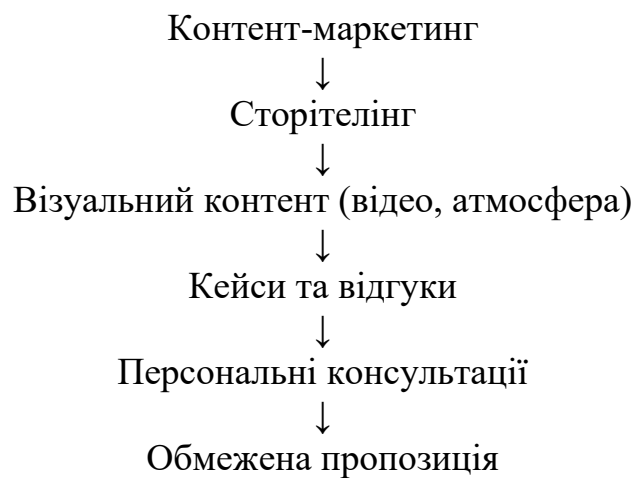 Контент-маркетинг
↓
Сторітелінг
↓
Візуальний контент (відео, атмосфера)
↓
Кейси та відгуки
↓
Персональні консультації
↓
Обмежена пропозиція